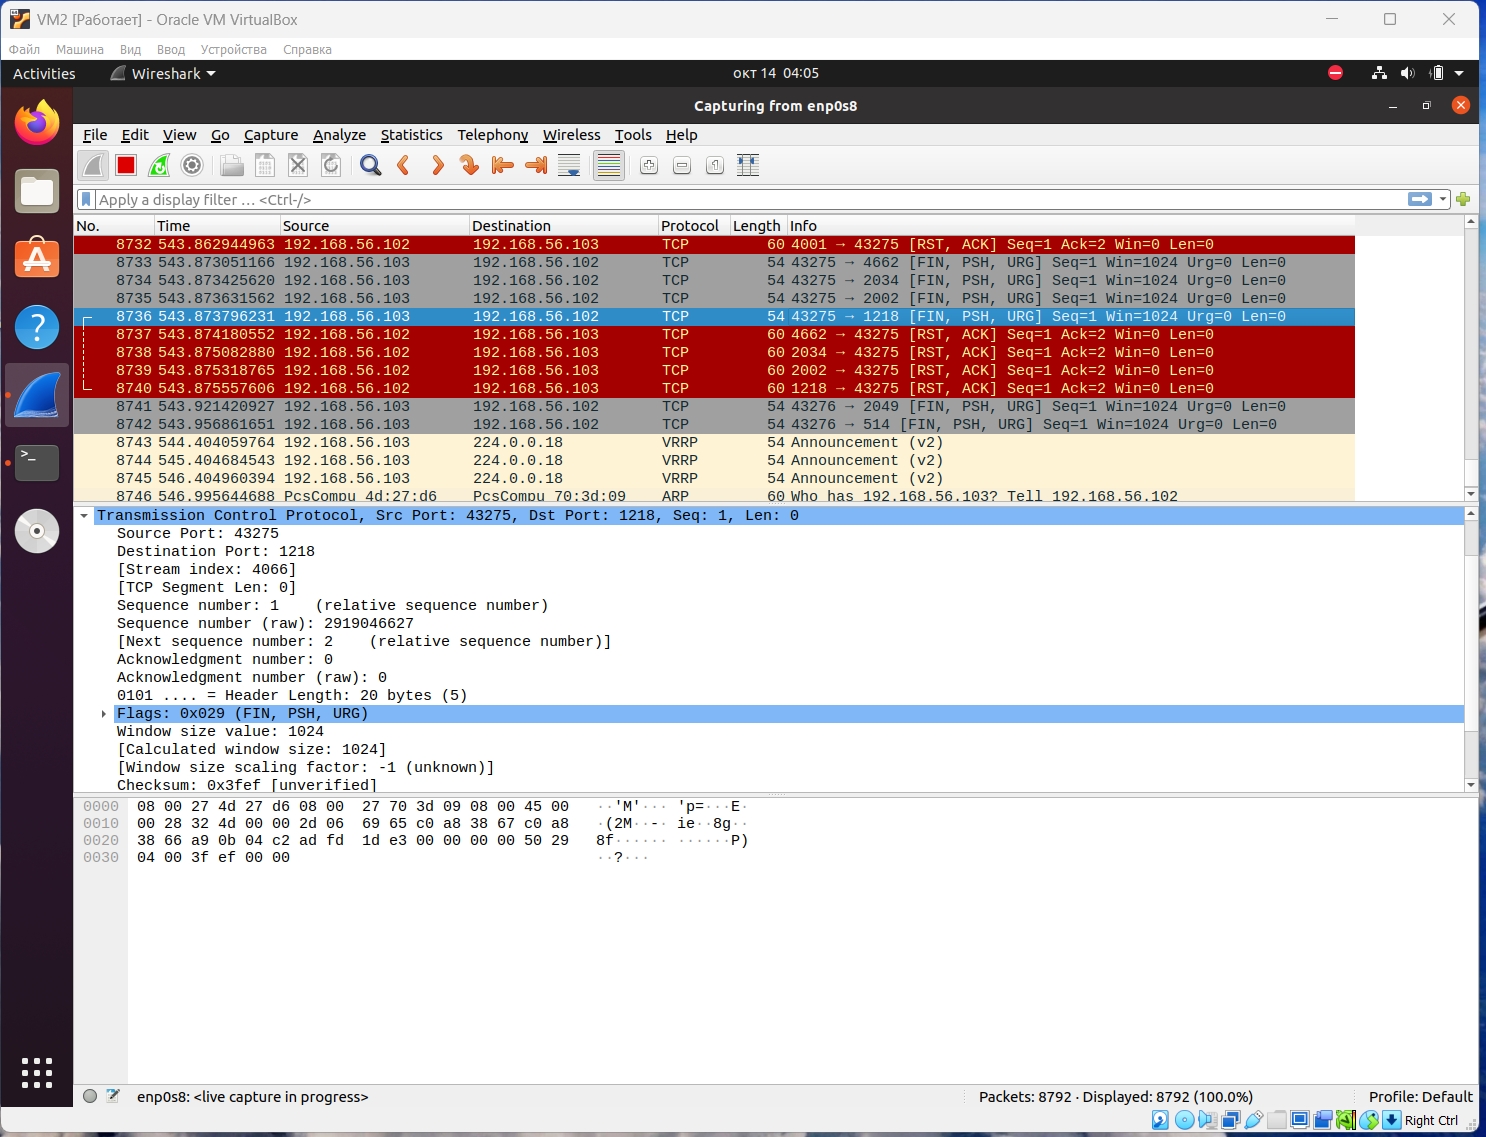 VM2 [Работает] - Oracle VM VirtualBox
Файл Машина Вид Ввод Устройства Справка
Activities Wireshark окт 14 04:05
Capturing from enp0s8
File Edit View Go Capture Analyze Statistics Telephony Wireless Tools Help
Apply a display filter … <Ctrl-/>
No. Time Source Destination Protocol Length Info
8732 543.862944963 192.168.56.102 192.168.56.103 TCP 60 4001 → 43275 [RST, ACK] Seq=1 Ack=2 Win=0 Len=0
8733 543.873051166 192.168.56.103 192.168.56.102 TCP 54 43275 → 4662 [FIN, PSH, URG] Seq=1 Win=1024 Urg=0 Len=0
8734 543.873425620 192.168.56.103 192.168.56.102 TCP 54 43275 → 2034 [FIN, PSH, URG] Seq=1 Win=1024 Urg=0 Len=0
8735 543.873631562 192.168.56.103 192.168.56.102 TCP 54 43275 → 2002 [FIN, PSH, URG] Seq=1 Win=1024 Urg=0 Len=0
8736 543.873796231 192.168.56.103 192.168.56.102 TCP 54 43275 → 1218 [FIN, PSH, URG] Seq=1 Win=1024 Urg=0 Len=0
8737 543.874180552 192.168.56.102 192.168.56.103 TCP 60 4662 → 43275 [RST, ACK] Seq=1 Ack=2 Win=0 Len=0
8738 543.875082880 192.168.56.102 192.168.56.103 TCP 60 2034 → 43275 [RST, ACK] Seq=1 Ack=2 Win=0 Len=0
8739 543.875318765 192.168.56.102 192.168.56.103 TCP 60 2002 → 43275 [RST, ACK] Seq=1 Ack=2 Win=0 Len=0
8740 543.875557606 192.168.56.102 192.168.56.103 TCP 60 1218 → 43275 [RST, ACK] Seq=1 Ack=2 Win=0 Len=0
8741 543.921420927 192.168.56.103 192.168.56.102 TCP 54 43276 → 2049 [FIN, PSH, URG] Seq=1 Win=1024 Urg=0 Len=0
8742 543.956861651 192.168.56.103 192.168.56.102 TCP 54 43276 → 514 [FIN, PSH, URG] Seq=1 Win=1024 Urg=0 Len=0
8743 544.404059764 192.168.56.103 224.0.0.18 VRRP 54 Announcement (v2)
8744 545.404684543 192.168.56.103 224.0.0.18 VRRP 54 Announcement (v2)
8745 546.404960394 192.168.56.103 224.0.0.18 VRRP 54 Announcement (v2)
8746 546.995644688 PcsCompu_4d:27:d6 PcsCompu_70:3d:09 ARP 60 Who has 192.168.56.103? Tell 192.168.56.102
Transmission Control Protocol, Src Port: 43275, Dst Port: 1218, Seq: 1, Len: 0
Source Port: 43275
Destination Port: 1218
[Stream index: 4066]
[TCP Segment Len: 0]
Sequence number: 1 (relative sequence number)
Sequence number (raw): 2919046627
[Next sequence number: 2 (relative sequence number)]
Acknowledgment number: 0
Acknowledgment number (raw): 0
0101 .... = Header Length: 20 bytes (5)
Flags: 0x029 (FIN, PSH, URG)
Window size value: 1024
[Calculated window size: 1024]
[Window size scaling factor: -1 (unknown)]
Checksum: 0x3fef [unverified]
0000 08 00 27 4d 27 d6 08 00 27 70 3d 09 08 00 45 00 ··'M'··· 'p=···E·
0010 00 28 32 4d 00 00 2d 06 69 65 c0 a8 38 67 c0 a8 ·(2M··-· ie··8g··
0020 38 66 a9 0b 04 c2 ad fd 1d e3 00 00 00 00 50 29 8f······ ······P)
0030 04 00 3f ef 00 00 ··?···
enp0s8: <live capture in progress> Packets: 8792 · Displayed: 8792 (100.0%) Profile: Default
Right Ctrl